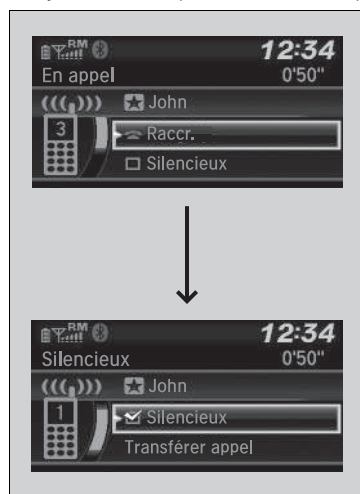 RM 12:34
En appel 0'50"
John
3 Raccr.
Silencieux
RM 12:34
Silencieux 0'50"
John
1 Silencieux
Transférer appel